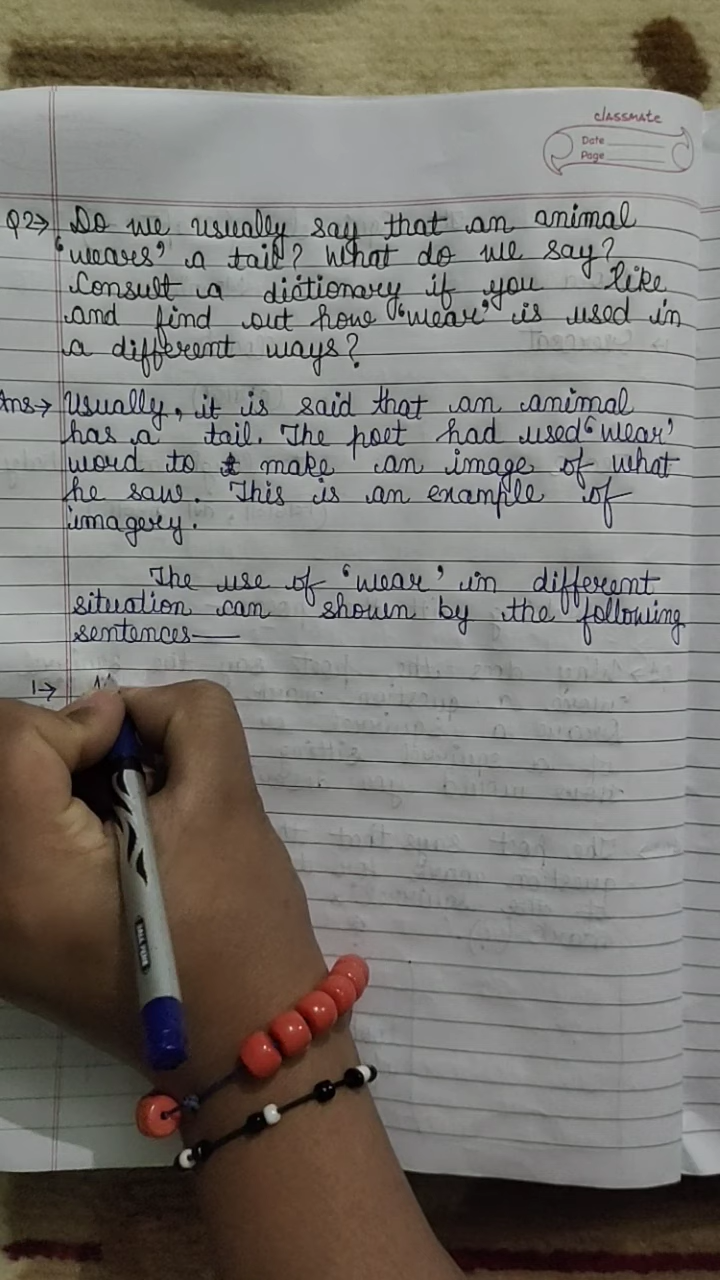 classmate
Date
Page
Q2→ Do we usually say that an animal
'wears' a tail? What do we say?
Consult a dictionary if you like
and find out how 'wear' is used in
a different ways?
Ans→ Usually, it is said that an animal
has a tail. The poet had used 'wear'
word to make an image of what
he saw. This is an example of
imagery.
The use of 'wear' in different
situation can shown by the following
sentences—
1→
BALL PENS